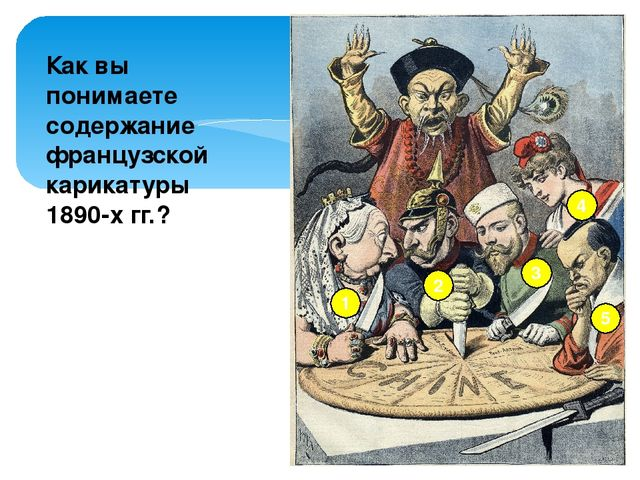 Как вы
понимаете
содержание
французской
карикатуры
1890-х гг.?
4
3
2
1
5
CHINE